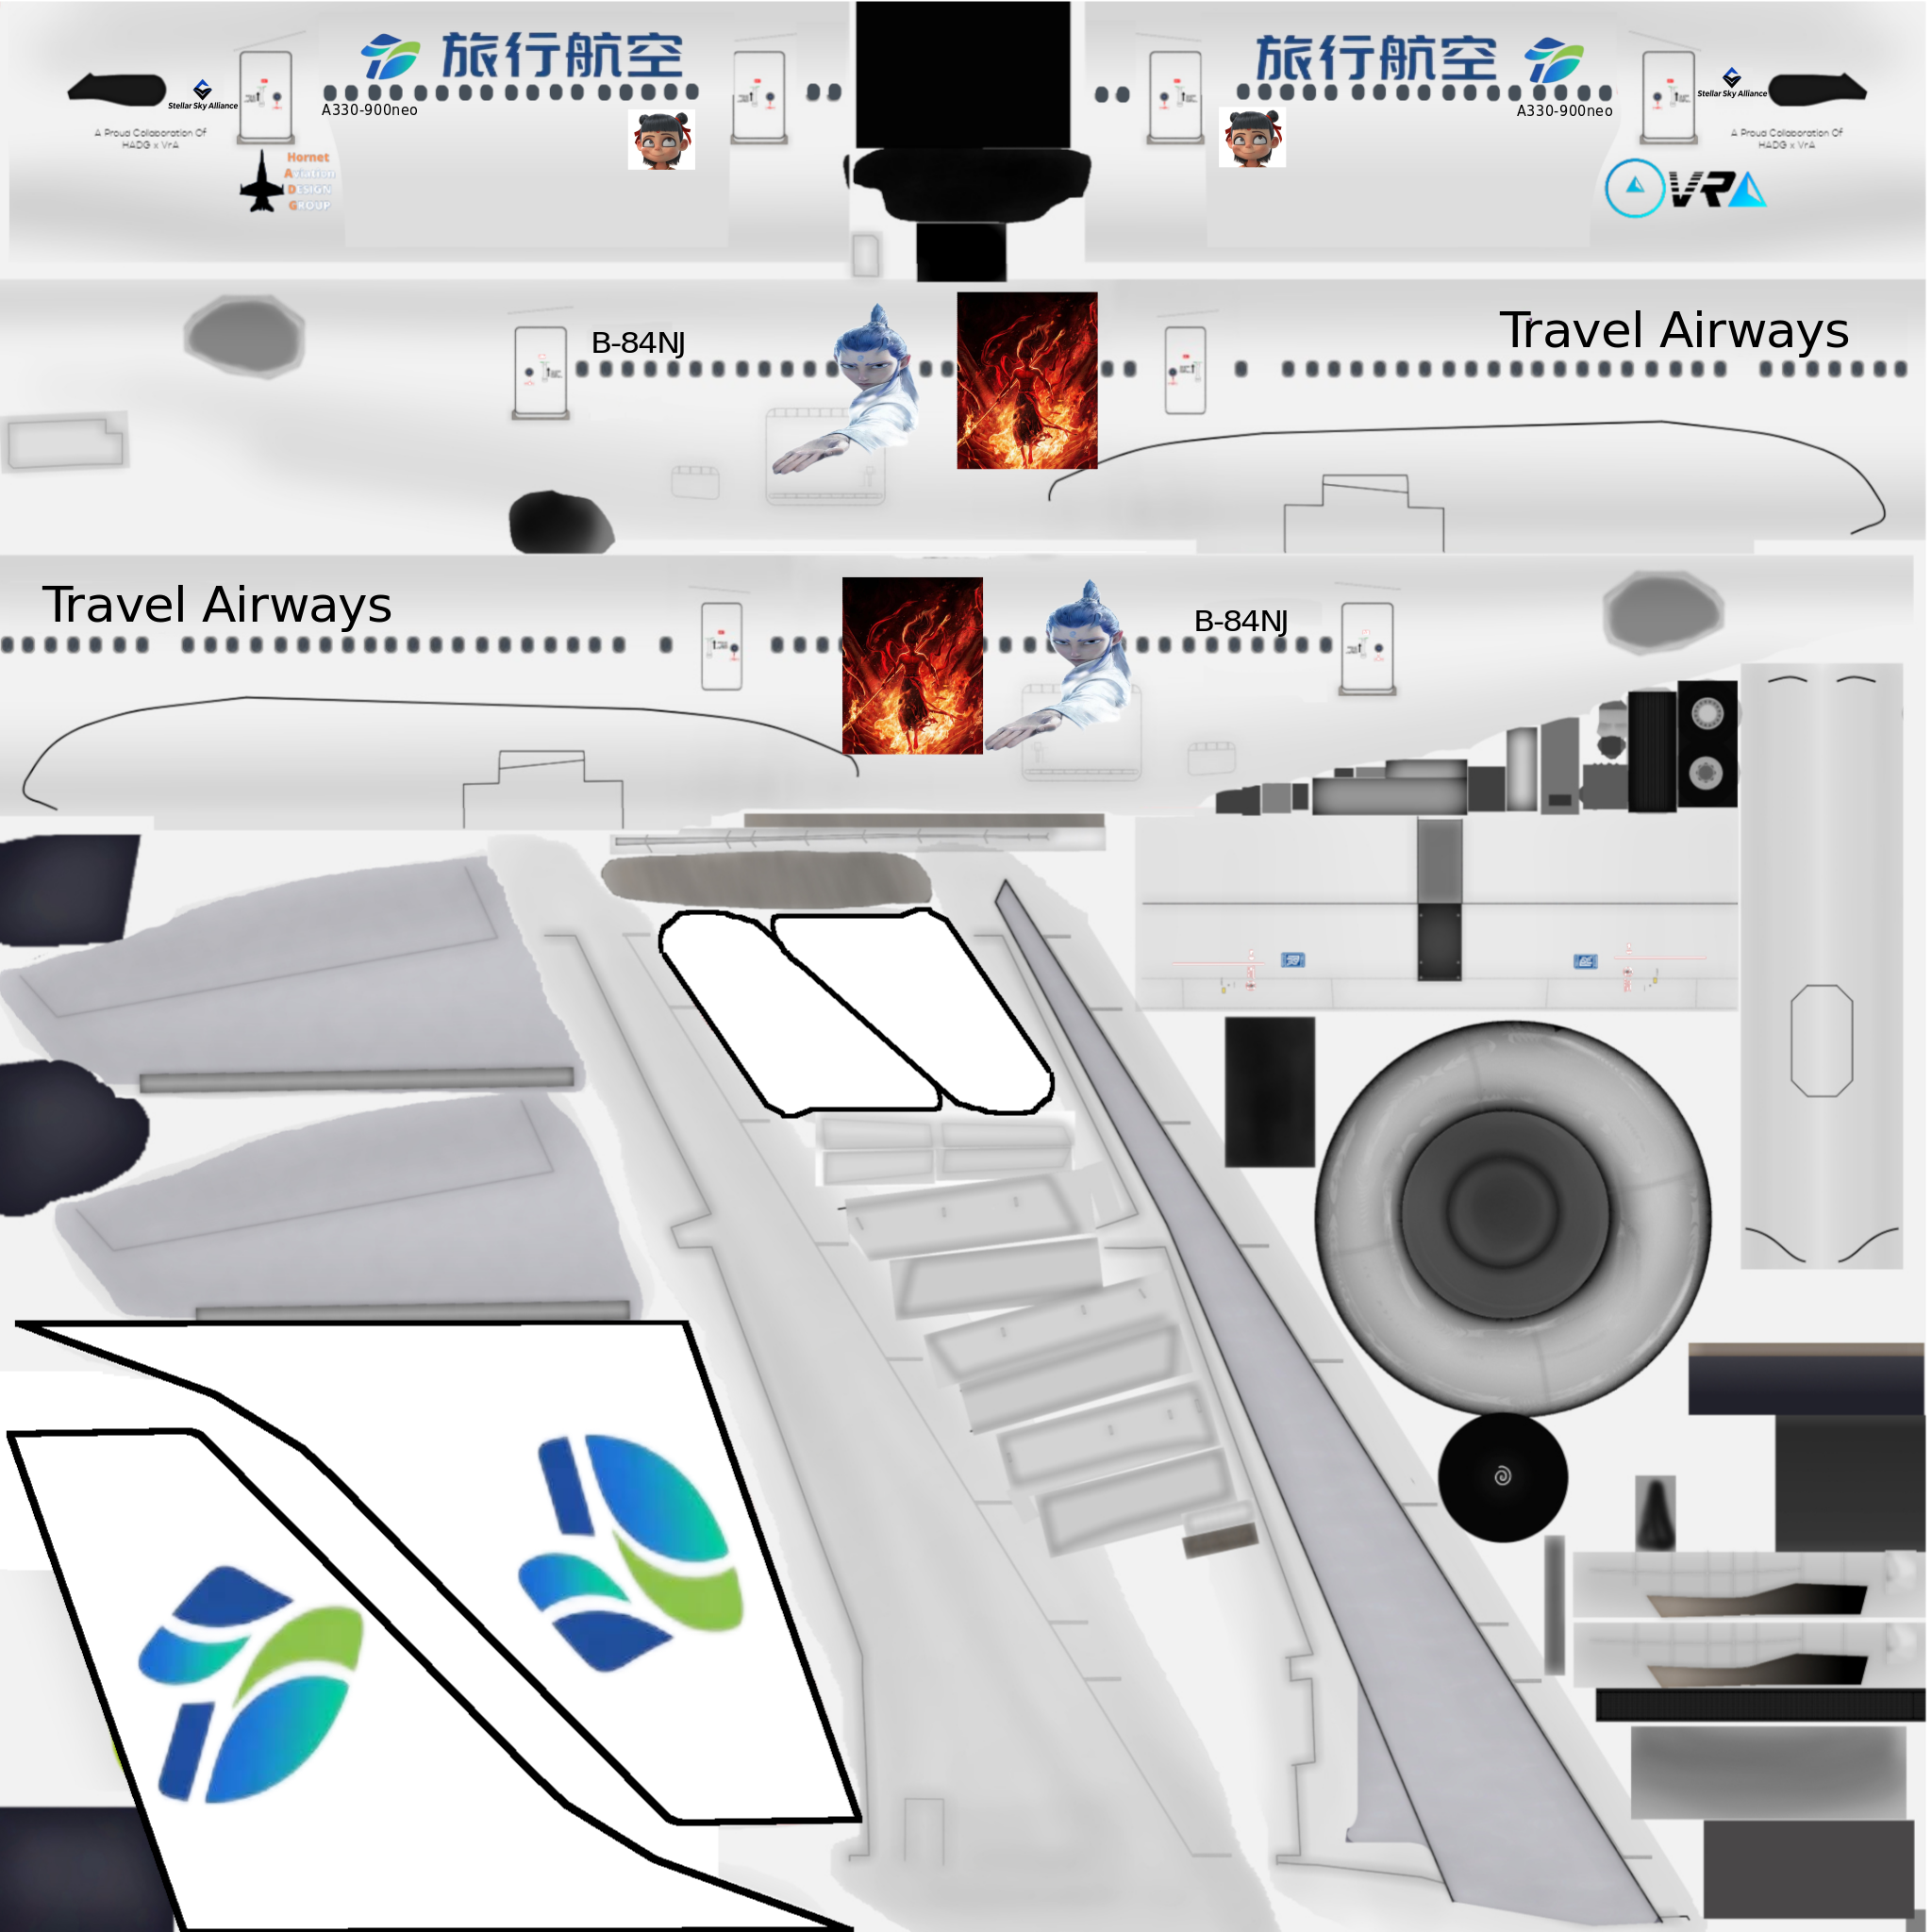 旅行航空
旅行航空
Stellar Sky Alliance
A330-900neo
A330-900neo
Stellar Sky Alliance
A Proud Collaboration Of
HADG x VrA
A Proud Collaboration Of
HADG x VrA
Hornet
Aviation
DESIGN
GROUP
VRA
B-84NJ
Travel Airways
Travel Airways
B-84NJ